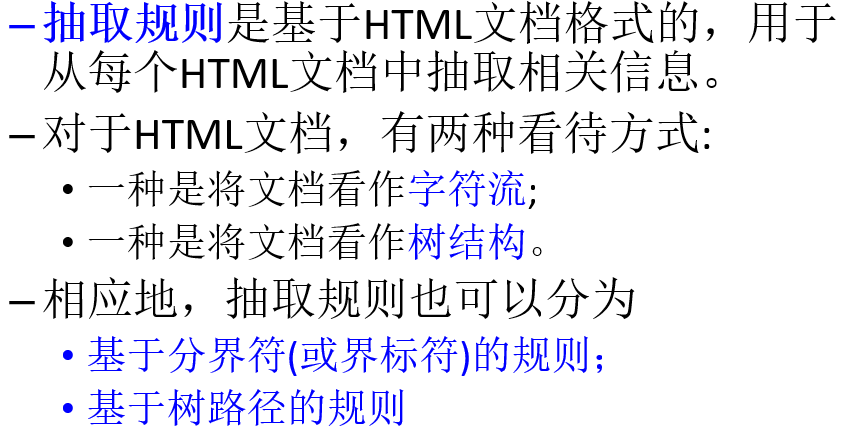 –抽取规则是基于HTML文档格式的，用于
从每个HTML文档中抽取相关信息。
–对于HTML文档，有两种看待方式:
•一种是将文档看作字符流;
•一种是将文档看作树结构。
–相应地，抽取规则也可以分为
•基于分界符(或界标符)的规则；
•基于树路径的规则